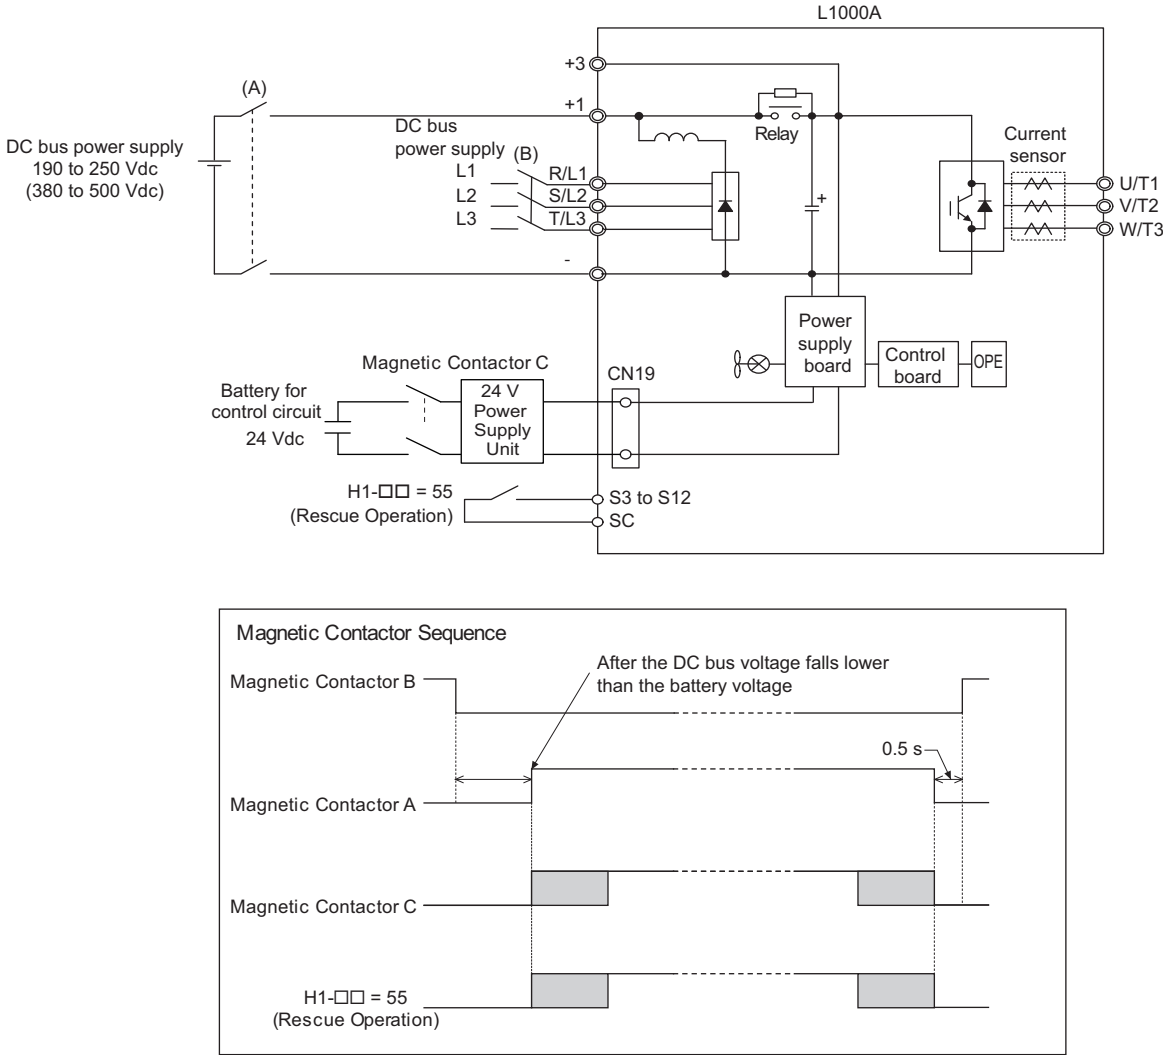 L1000A
+3
(A)
+1
DC bus
power supply
(B)
Relay
Current
sensor
DC bus power supply
190 to 250 Vdc
(380 to 500 Vdc)
L1
R/L1
L2
S/L2
L3
T/L3
+
U/T1
V/T2
W/T3
-
Power
supply
board
Control
board
OPE
Magnetic Contactor C
CN19
Battery for
control circuit
24 Vdc
24 V
Power
Supply
Unit
H1-□□ = 55
(Rescue Operation)
S3 to S12
SC
Magnetic Contactor Sequence
After the DC bus voltage falls lower
than the battery voltage
Magnetic Contactor B
0.5 s
Magnetic Contactor A
Magnetic Contactor C
H1-□□ = 55
(Rescue Operation)